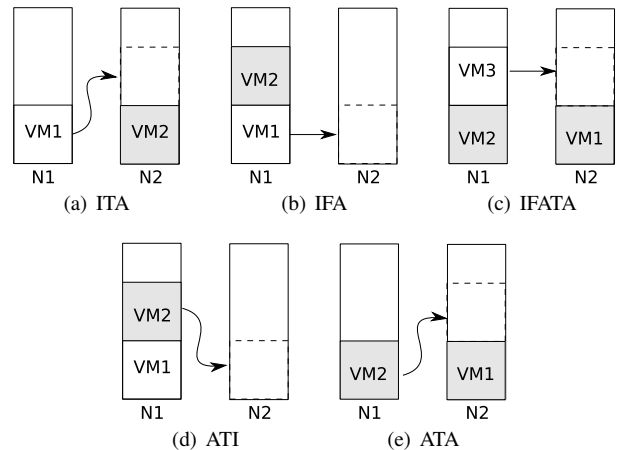 VM1
VM2
N1
N2
(a) ITA
VM2
VM1
N1
N2
(b) IFA
VM3
VM2
VM1
N1
N2
(c) IFATA
VM2
VM1
N1
N2
(d) ATI
VM2
VM1
N1
N2
(e) ATA